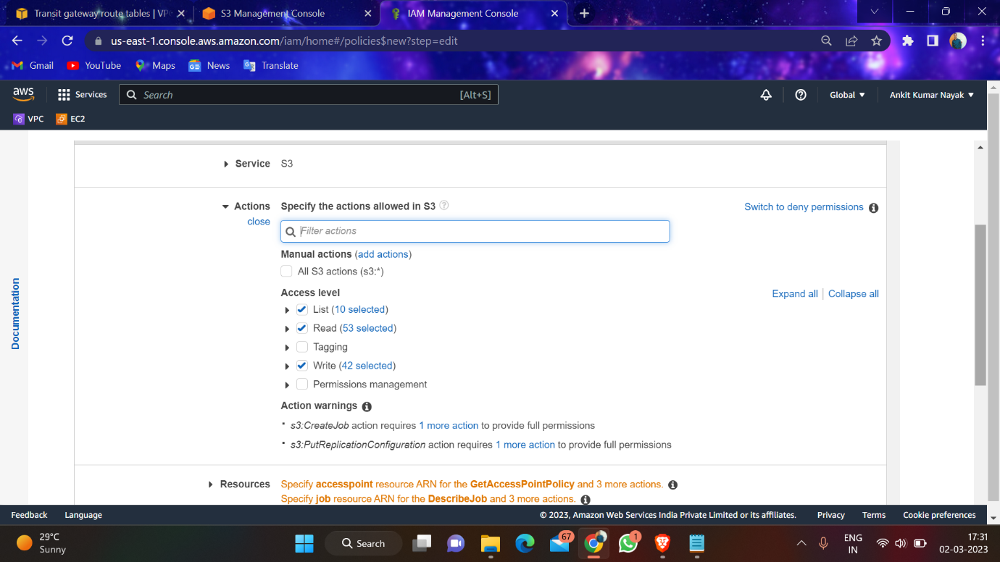 Transit gateway route tables | VP
S3 Management Console
IAM Management Console
us-east-1.console.aws.amazon.com/iam/home#/policies$new?step=edit
Gmail YouTube Maps News Translate
aws Services Search [Alt+S] Global Ankit Kumar Nayak
VPC EC2
Documentation
Service S3
Actions Specify the actions allowed in S3 Switch to deny permissions
close
Filter actions
Manual actions (add actions)
All S3 actions (s3:*)
Access level Expand all | Collapse all
List (10 selected)
Read (53 selected)
Tagging
Write (42 selected)
Permissions management
Action warnings
s3:CreateJob action requires 1 more action to provide full permissions
s3:PutReplicationConfiguration action requires 1 more action to provide full permissions
Resources Specify accesspoint resource ARN for the GetAccessPointPolicy and 3 more actions.
Specify job resource ARN for the DescribeJob and 3 more actions.
Feedback Language © 2023, Amazon Web Services India Private Limited or its affiliates. Privacy Terms Cookie preferences
29°C
Sunny
Search
67
1
ENG
IN
17:31
02-03-2023